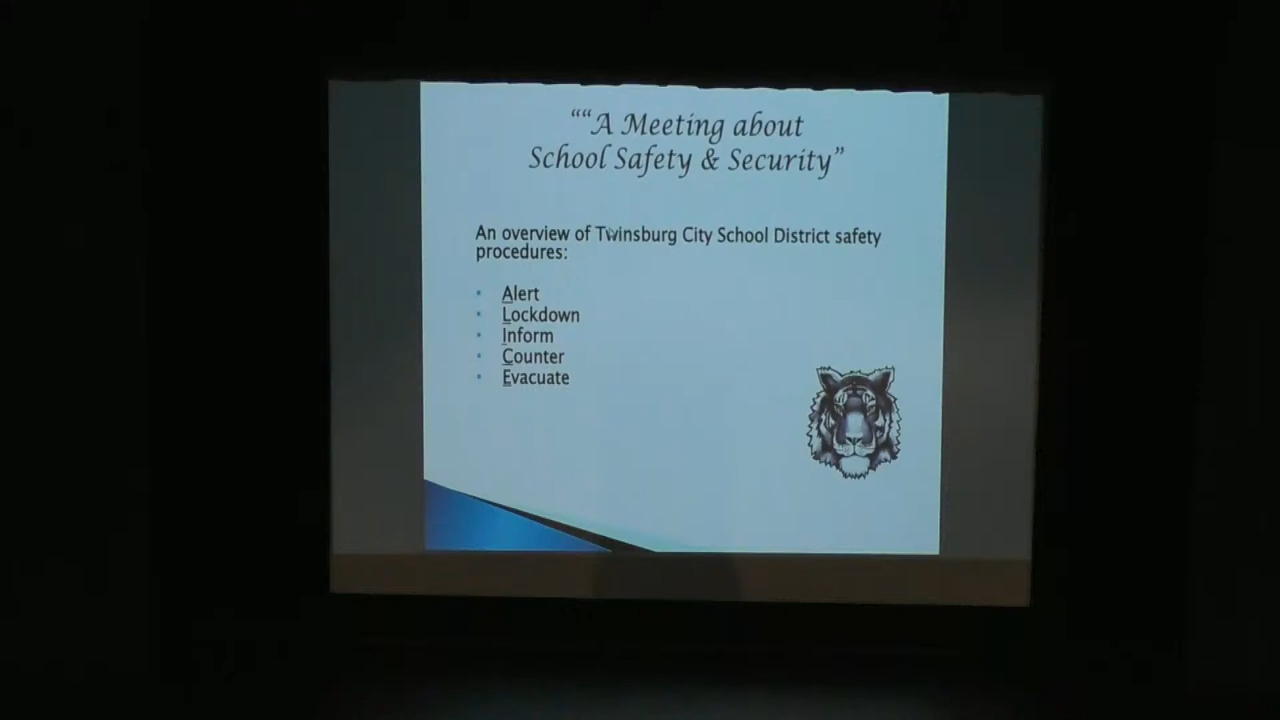 ““A Meeting about
School Safety & Security”
An overview of Twinsburg City School District safety
procedures:
• Alert
• Lockdown
• Inform
• Counter
• Evacuate